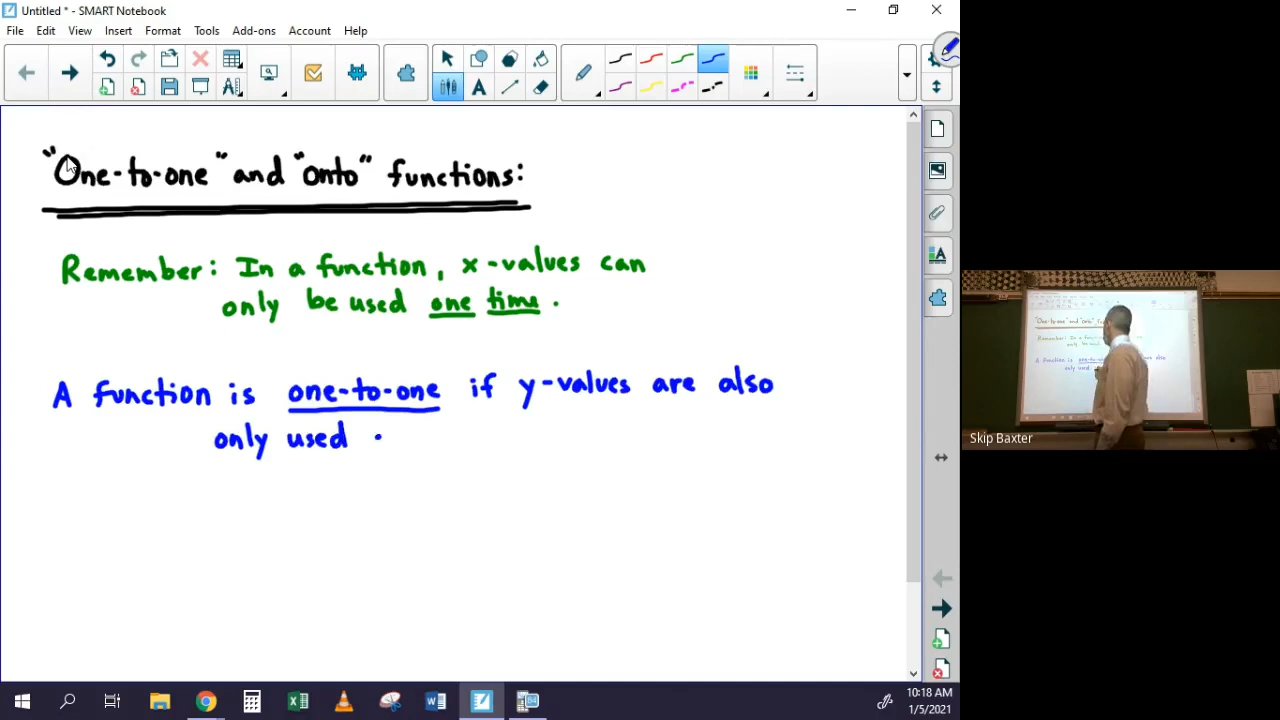 Untitled * - SMART Notebook
File Edit View Insert Format Tools Add-ons Account Help
"One-to-one" and "onto" functions:
Remember: In a function, x-values can
only be used one time.
A function is one-to-one if y-values are also
only used
Skip Baxter
10:18 AM
1/5/2021